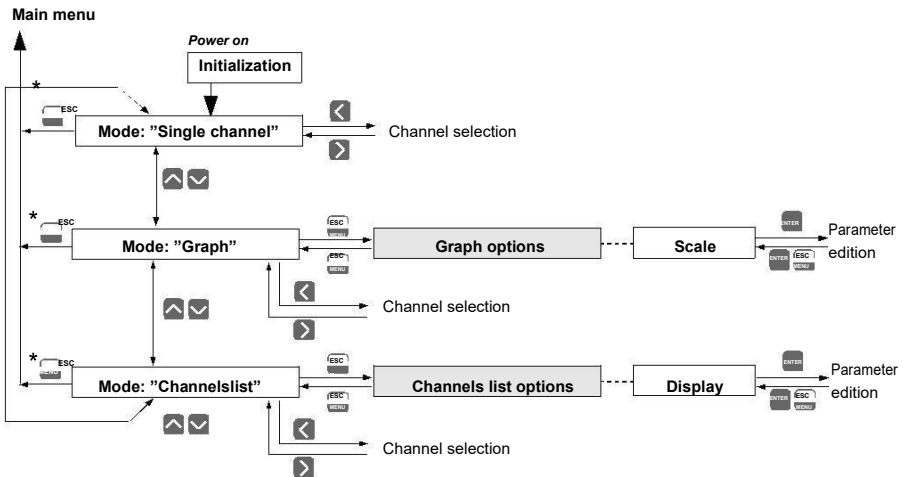 Main menu
Power on
Initialization
*
ESC
Mode: ”Single channel”
Channel selection
*
ESC
Mode: "Graph"
ESC
MENU
ESC
MENU
Graph options
Scale
ENTER
ENTER
ESC
MENU
Parameter
edition
Channel selection
*
ESC
MENU
Mode: "Channelslist"
ESC
MENU
ESC
MENU
Channels list options
Display
ENTER
ENTER
ESC
MENU
Parameter
edition
Channel selection